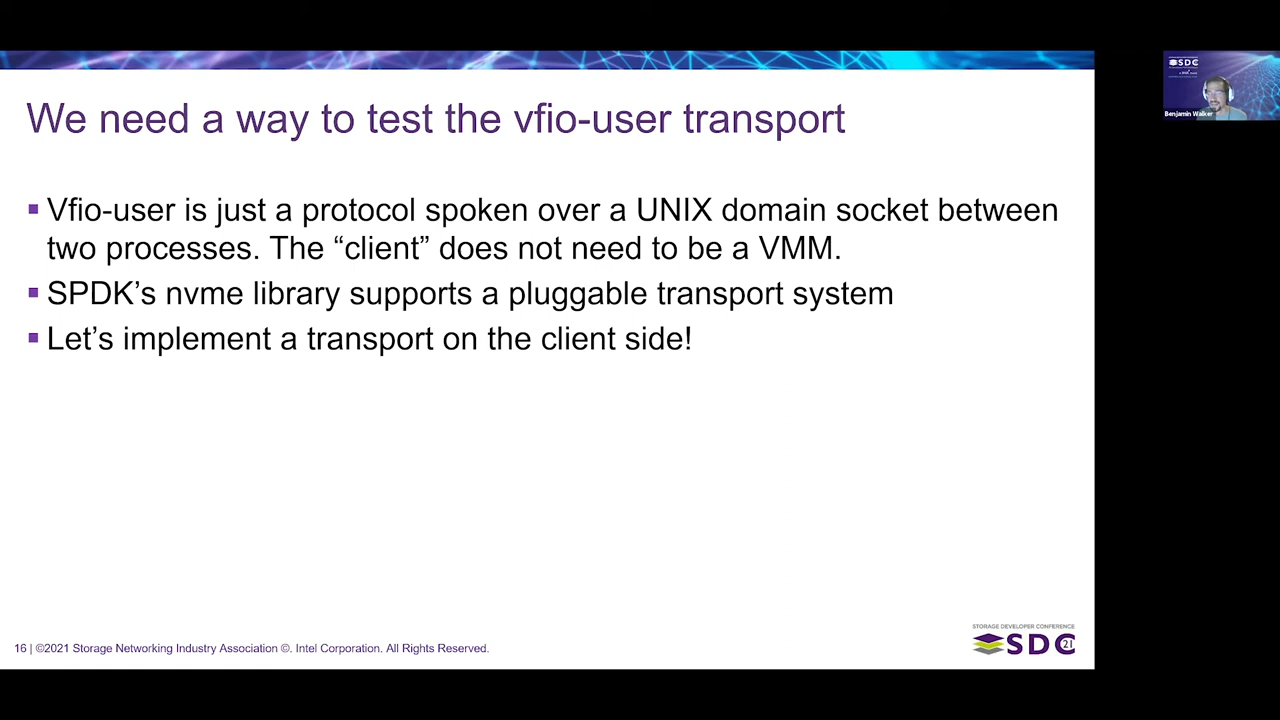 We need a way to test the vfio-user transport
▪ Vfio-user is just a protocol spoken over a UNIX domain socket between
two processes. The “client” does not need to be a VMM.
▪ SPDK’s nvme library supports a pluggable transport system
▪ Let’s implement a transport on the client side!
16 | ©2021 Storage Networking Industry Association ©. Intel Corporation. All Rights Reserved.
STORAGE DEVELOPER CONFERENCE
SDC 21
SDC
Benjamin Walker